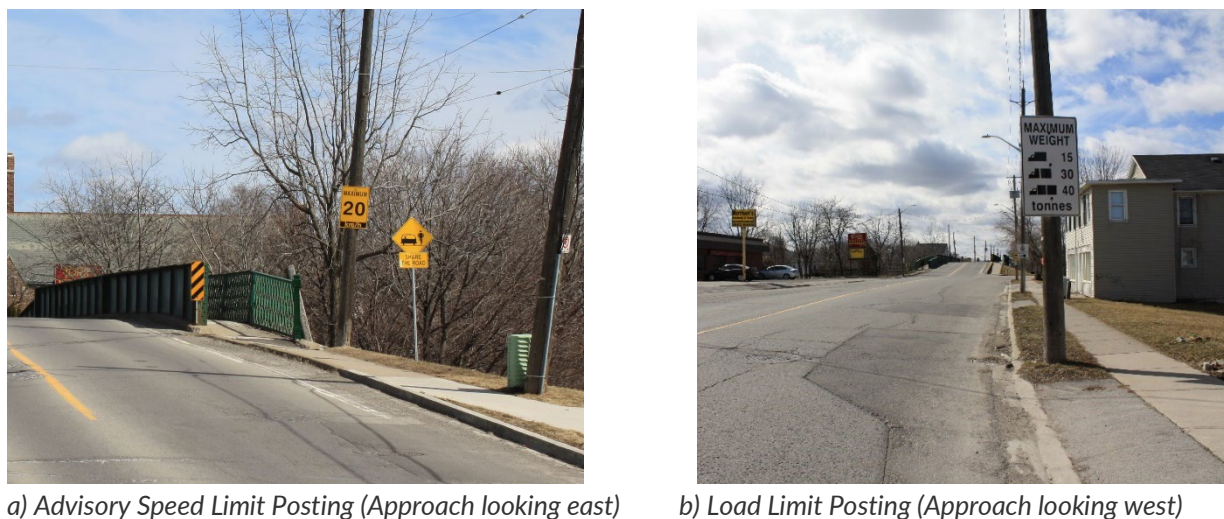 MAXIMUM
20
km/h
SHARE
THE ROAD
MAXIMUM
WEIGHT
15
30
40
tonnes
a) Advisory Speed Limit Posting (Approach looking east)
b) Load Limit Posting (Approach looking west)